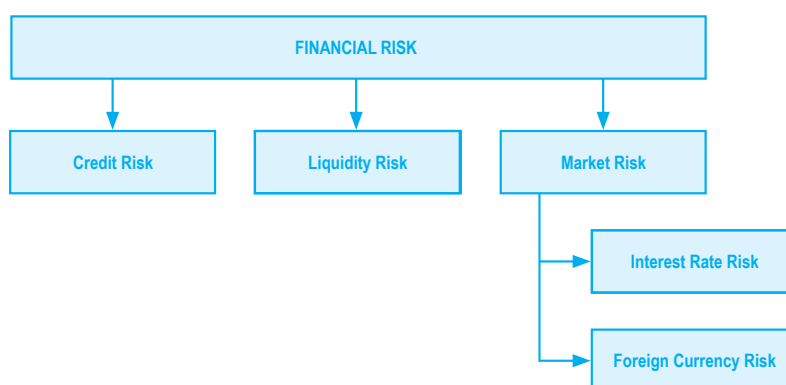 FINANCIAL RISK
Credit Risk
Liquidity Risk
Market Risk
Interest Rate Risk
Foreign Currency Risk